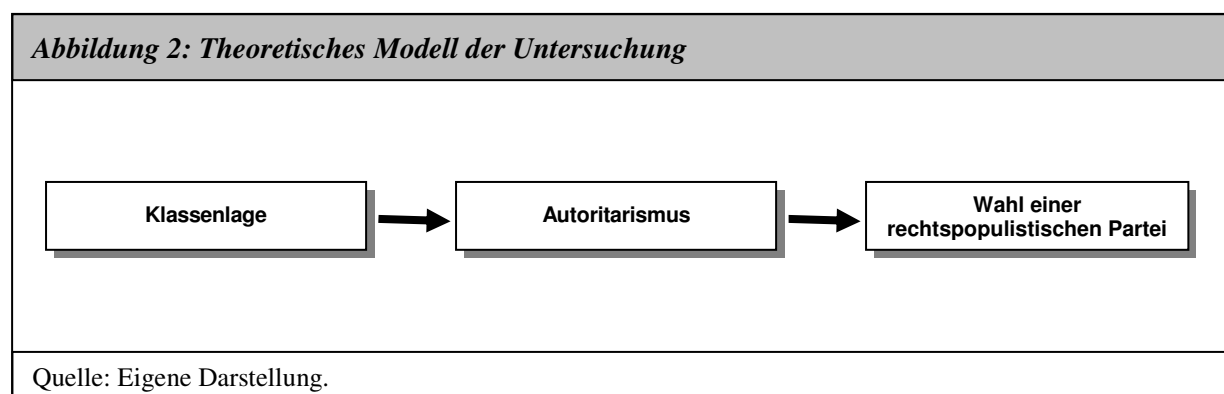 Abbildung 2: Theoretisches Modell der Untersuchung
Klassenlage
Autoritarismus
Wahl einer
rechtspopulistischen Partei
Quelle: Eigene Darstellung.